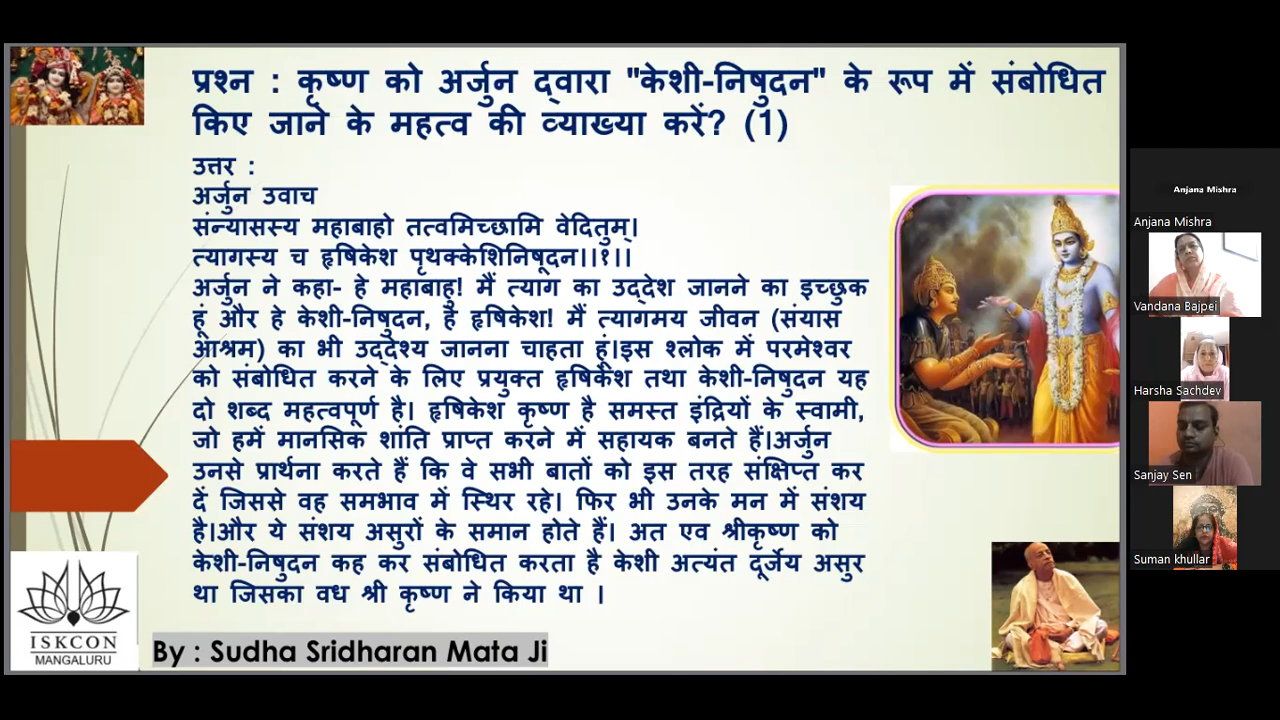 प्रश्न : कृष्ण को अर्जुन द्वारा "केशी-निषुदन" के रूप में संबोधित
किए जाने के महत्व की व्याख्या करें? (1)
उत्तर :
अर्जुन उवाच
संन्यासस्य महाबाहो तत्वमिच्छामि वेदितुम्।
त्यागस्य च हृषिकेश पृथक्केशिनिषूदन।।१।।
अर्जुन ने कहा- हे महाबाहु! मैं त्याग का उद्देश जानने का इच्छुक
हूं और हे केशी-निषुदन, हे हृषिकेश! मैं त्यागमय जीवन (संयास
आश्रम) का भी उद्देश्य जानना चाहता हूं।इस श्लोक में परमेश्वर
को संबोधित करने के लिए प्रयुक्त हृषिकेश तथा केशी-निषुदन यह
दो शब्द महत्वपूर्ण है। हृषिकेश कृष्ण है समस्त इंद्रियों के स्वामी,
जो हमें मानसिक शांति प्राप्त करने में सहायक बनते हैं।अर्जुन
उनसे प्रार्थना करते हैं कि वे सभी बातों को इस तरह संक्षिप्त कर
दें जिससे वह समभाव में स्थिर रहे। फिर भी उनके मन में संशय
है।और ये संशय असुरों के समान होते हैं। अत एव श्रीकृष्ण को
केशी-निषुदन कह कर संबोधित करता है केशी अत्यंत दूर्जेय असुर
था जिसका वध श्री कृष्ण ने किया था ।
ISKCON
MANGALURU
By : Sudha Sridharan Mata Ji
Anjana Mishra
Anjana Mishra
Vandana Bajpei
Harsha Sachdev
Sanjay Sen
Suman khullar